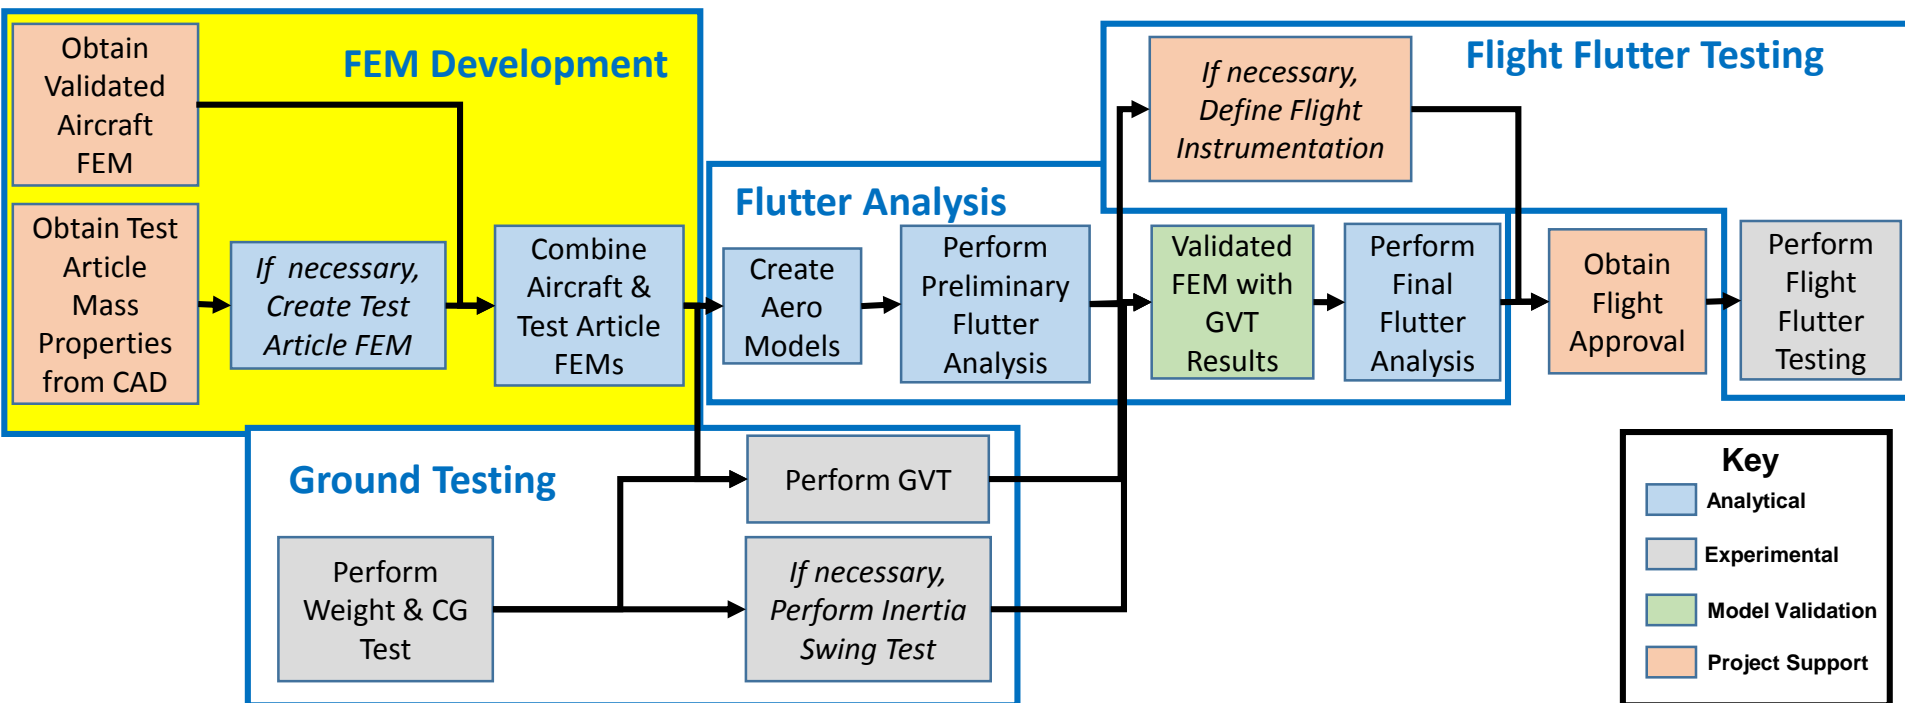 FEM Development
Obtain
Validated
Aircraft
FEM
Obtain Test
Article
Mass
Properties
from CAD
If necessary,
Create Test
Article FEM
Combine
Aircraft &
Test Article
FEMs
Flutter Analysis
Create
Aero
Models
Perform
Preliminary
Flutter
Analysis
Validated
FEM with
GVT
Results
Perform
Final
Flutter
Analysis
Flight Flutter Testing
If necessary,
Define Flight
Instrumentation
Obtain
Flight
Approval
Perform
Flight
Flutter
Testing
Ground Testing
Perform GVT
Perform
Weight & CG
Test
If necessary,
Perform Inertia
Swing Test
Key
Analytical
Experimental
Model Validation
Project Support